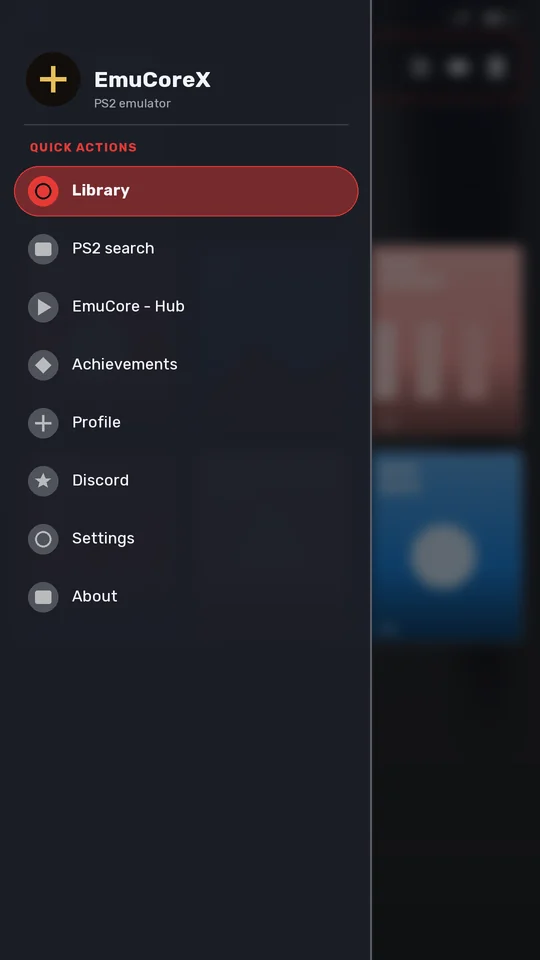 EmuCoreX
PS2 emulator
QUICK ACTIONS
Library
PS2 search
EmuCore - Hub
Achievements
Profile
Discord
Settings
About